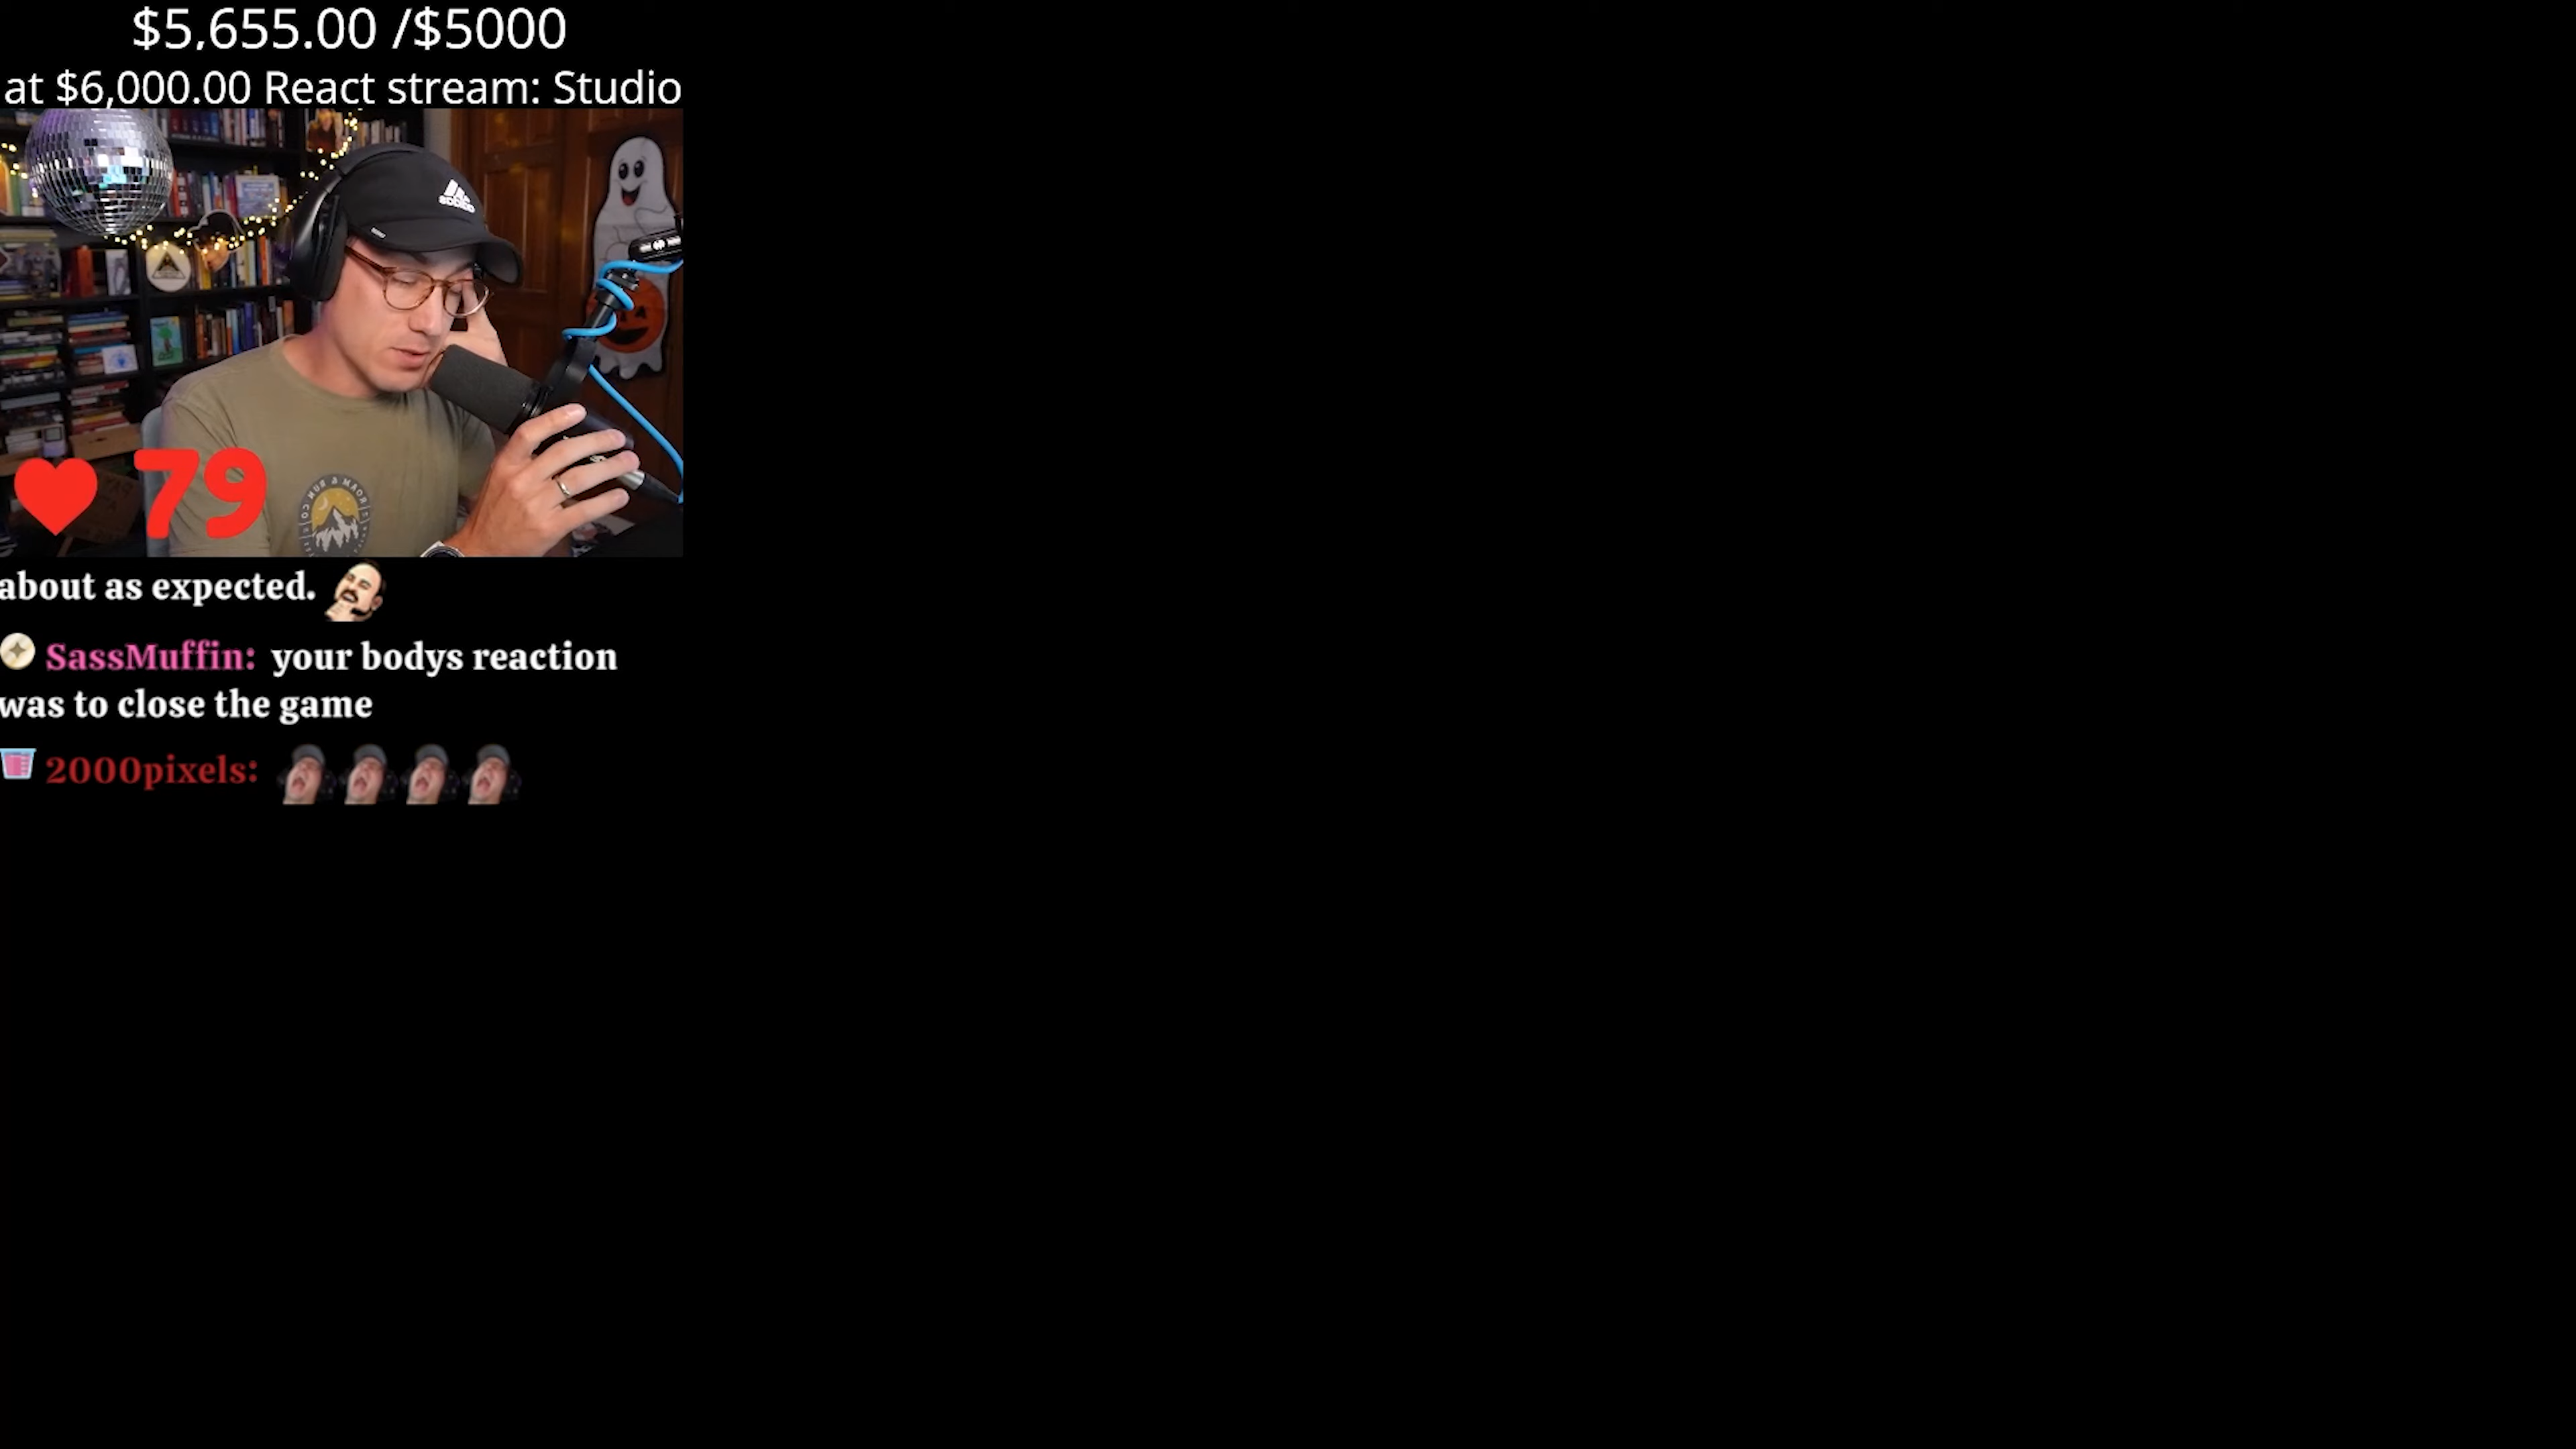 $5,655.00 /$5000
at $6,000.00 React stream: Studio
79
about as expected.
SassMuffin: your bodys reaction
was to close the game
2000pixels: